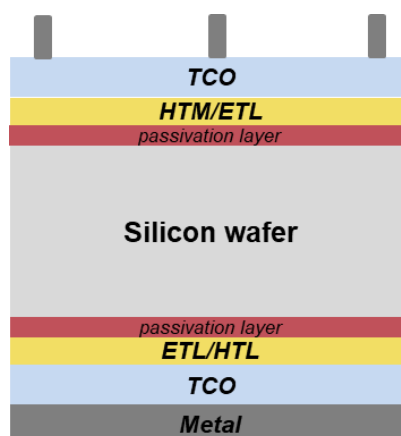 TCO
HTM/ETL
passivation layer
Silicon wafer
passivation layer
ETL/HTL
TCO
Metal